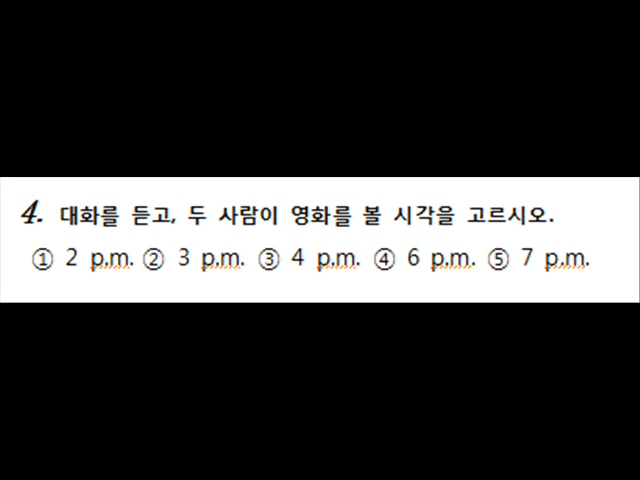 4. 대화를 듣고, 두 사람이 영화를 볼 시각을 고르시오.
① 2 p.m. ② 3 p.m. ③ 4 p.m. ④ 6 p.m. ⑤ 7 p.m.